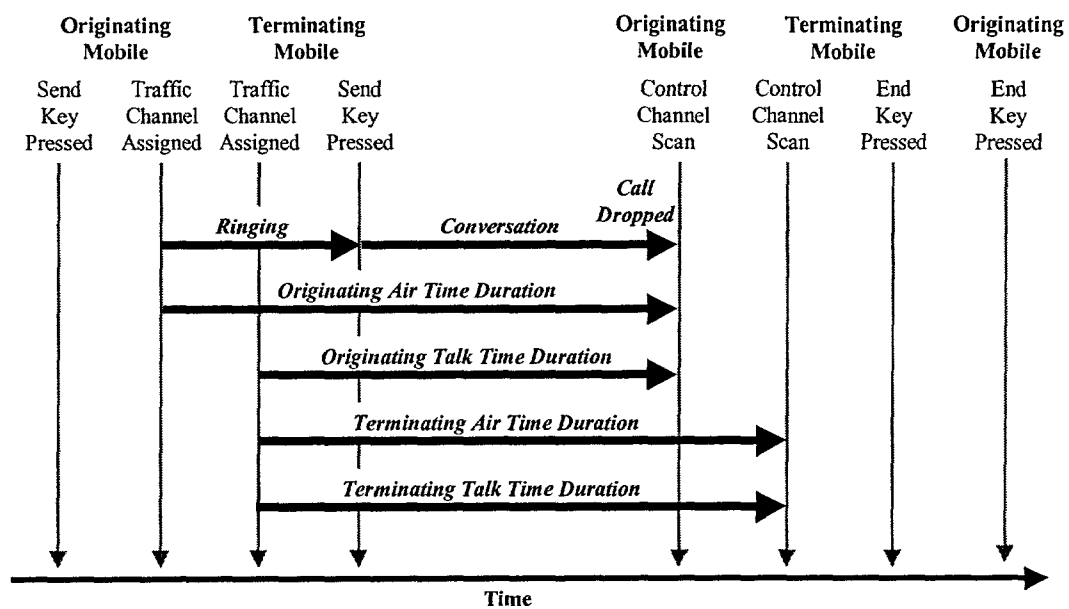 Originating
Mobile
Terminating
Mobile
Originating
Mobile
Terminating
Mobile
Originating
Mobile
Send
Key
Pressed
Traffic
Channel
Assigned
Traffic
Channel
Assigned
Send
Key
Pressed
Control
Channel
Scan
Control
Channel
Scan
End
Key
Pressed
End
Key
Pressed
Call
Dropped
Ringing
Conversation
Originating Air Time Duration
Originating Talk Time Duration
Terminating Air Time Duration
Terminating Talk Time Duration
Time